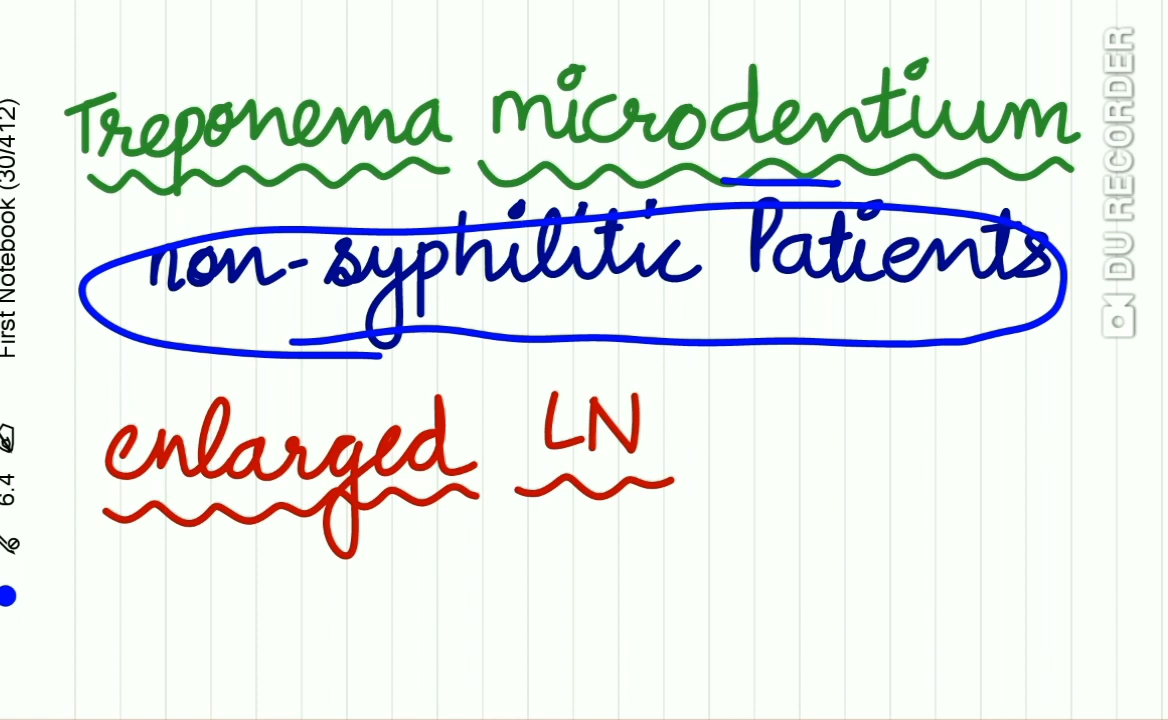 Treponema microdentium
non-syphilitic Patients
enlarged LN
First Notebook (30/412)
6.4
DU RECORDER